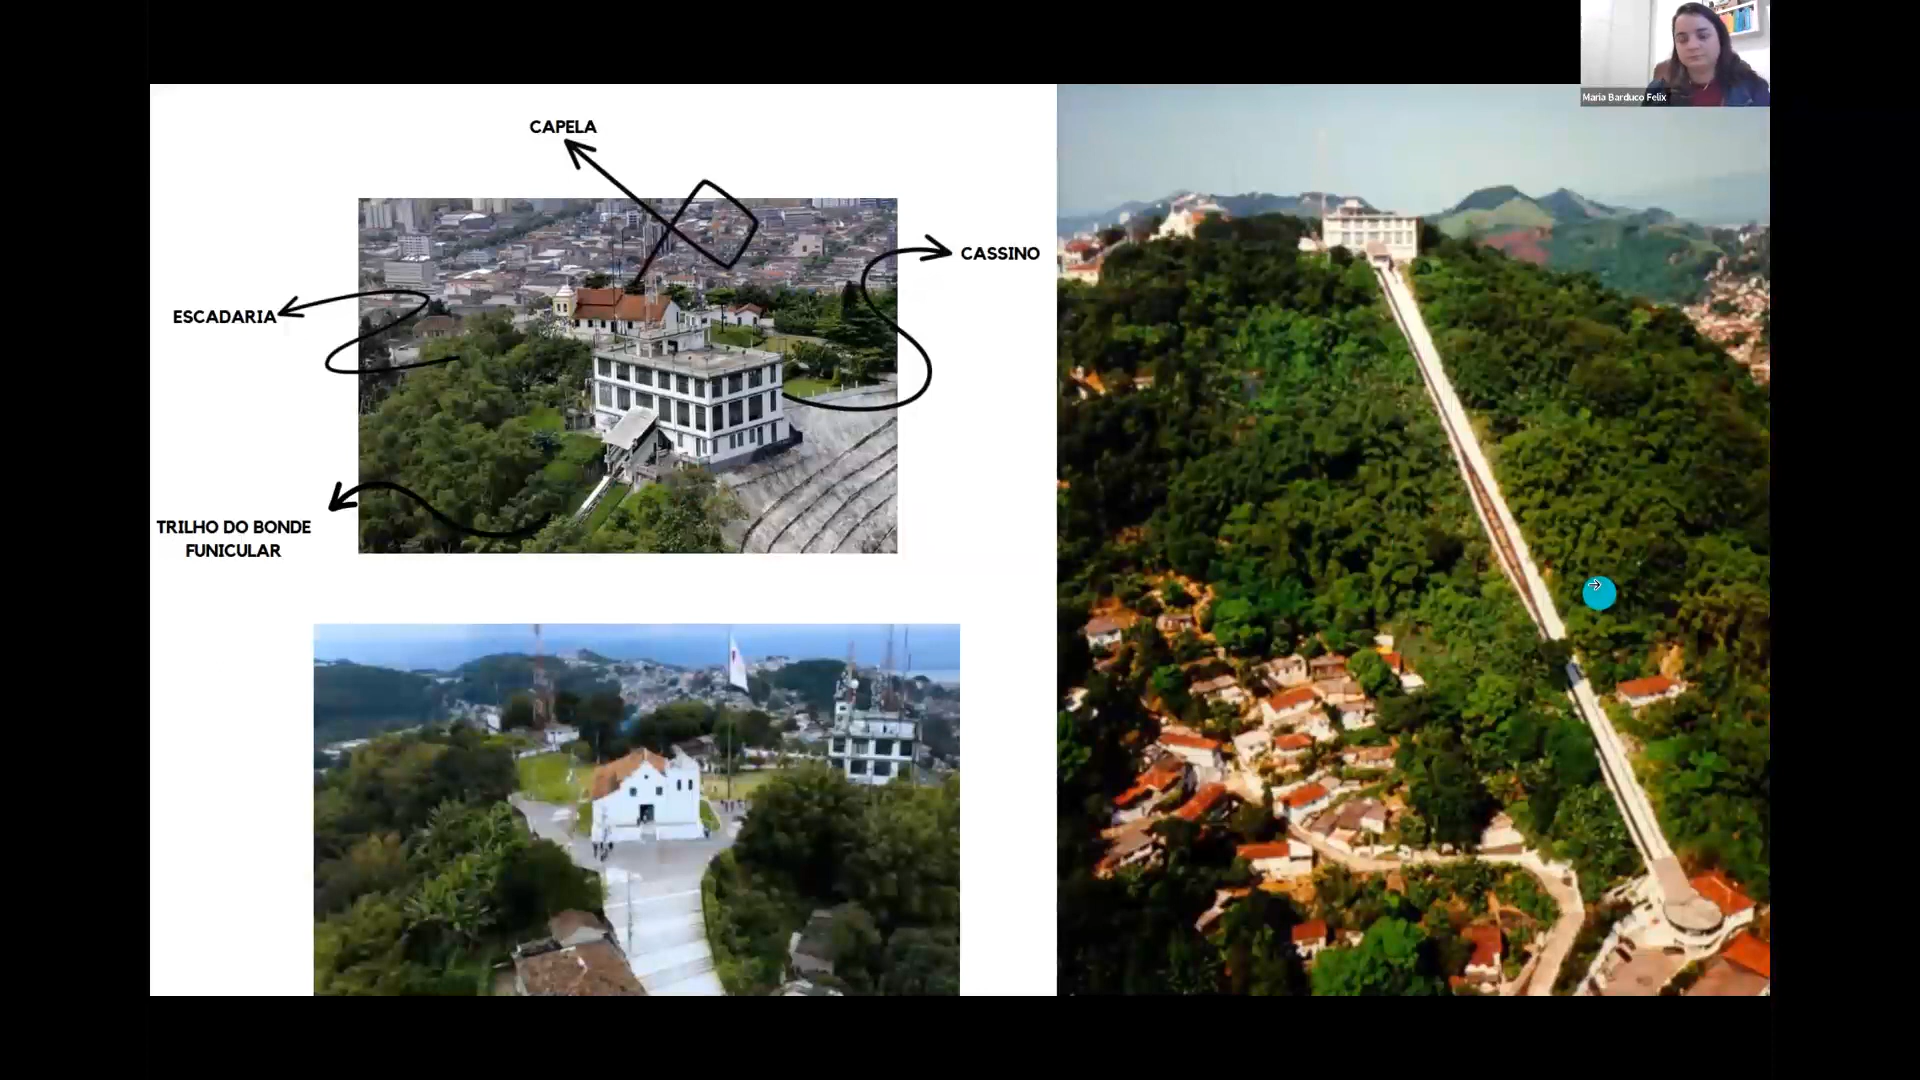 Maria Barduco Felix
CAPELA
CASSINO
ESCADARIA
TRILHO DO BONDE
FUNICULAR